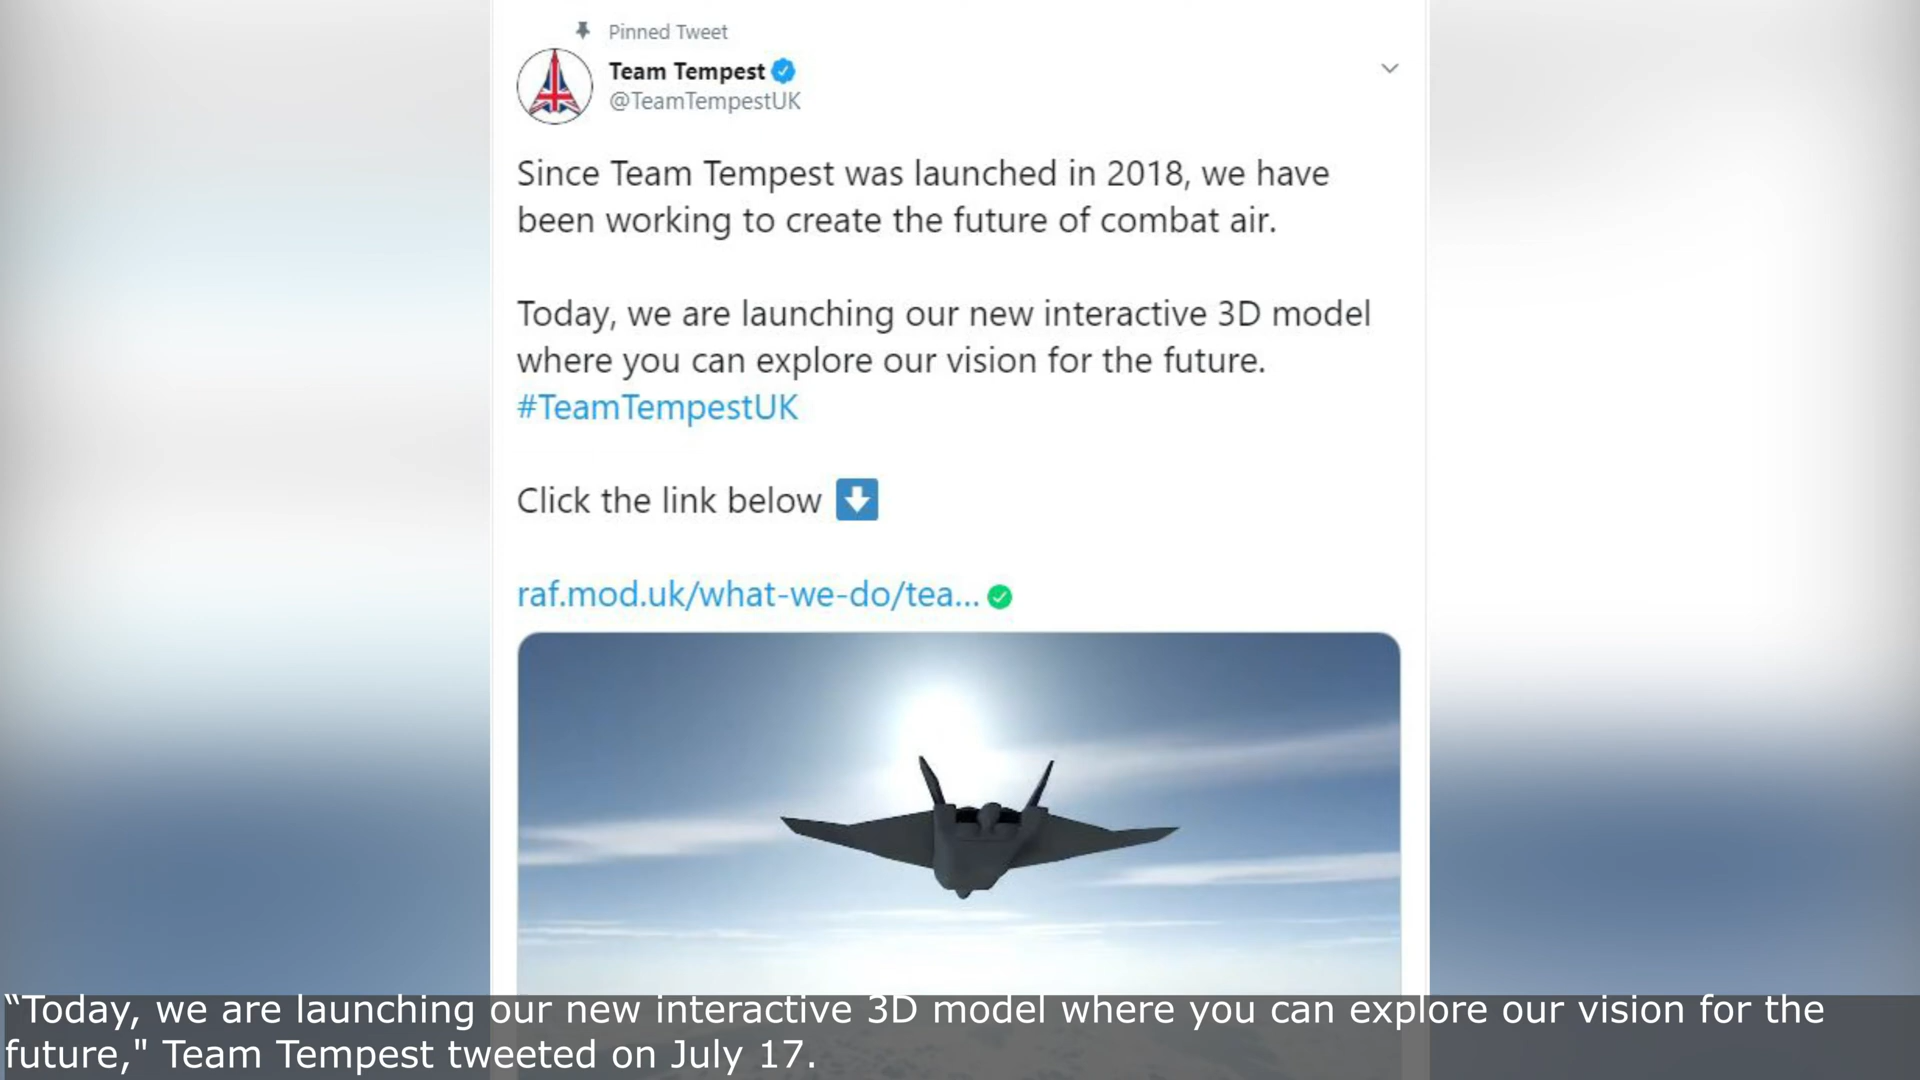 Pinned Tweet
Team Tempest
@TeamTempestUK
Since Team Tempest was launched in 2018, we have
been working to create the future of combat air.
Today, we are launching our new interactive 3D model
where you can explore our vision for the future.
#TeamTempestUK
Click the link below
raf.mod.uk/what-we-do/tea...
“Today, we are launching our new interactive 3D model where you can explore our vision for the
future," Team Tempest tweeted on July 17.